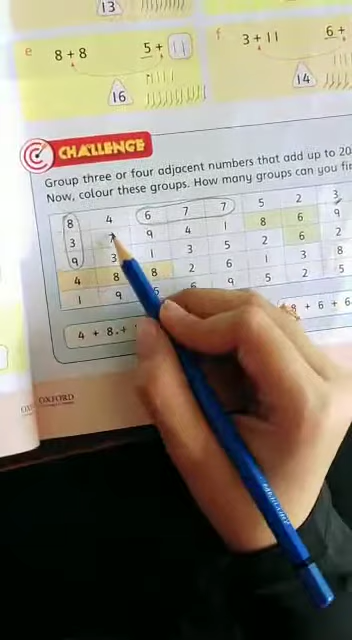 13
e 8 + 8 5 + 11 f 3 + 11 6 +
16 14
CHALLENGE
Group three or four adjacent numbers that add up to 20
Now, colour these groups. How many groups can you fi
8 4 6 7 7 5 2 3
3 7 9 4 1 8 6 9
9 3 1 3 5 2 6 2
4 8 8 2 6 1 3 8
1 9 5 6 9 5 2 5
4 + 8 + 9 + 6 + 6
OXFORD